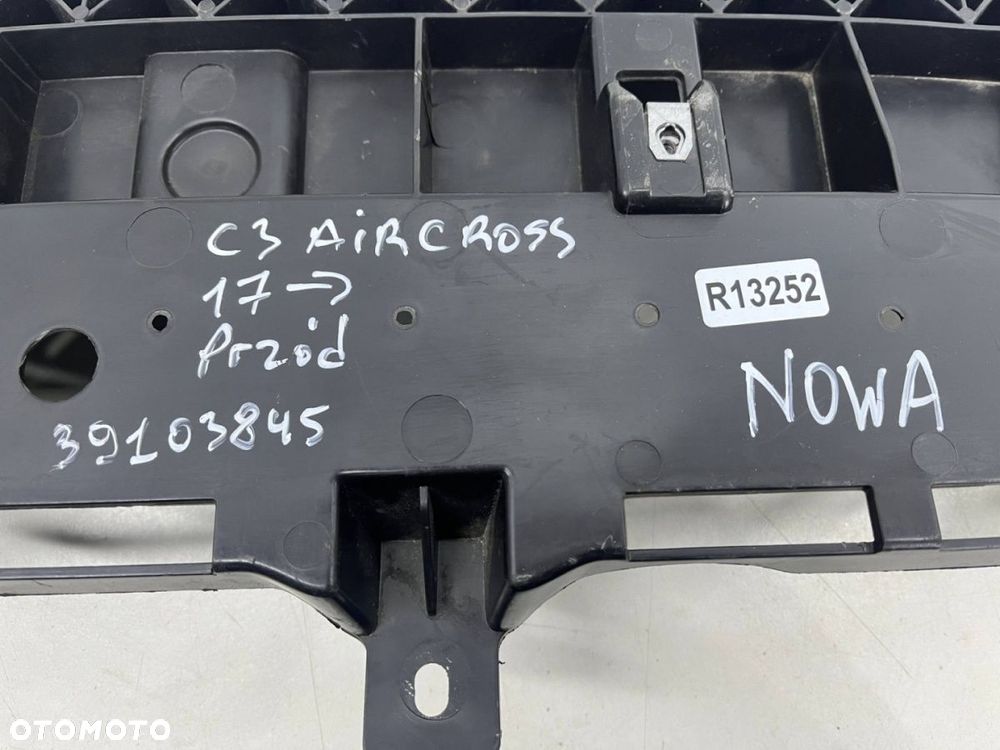 C3 AiRCROSS
17 →
Przód
39103845
R13252
NOWA
OTOMOTO